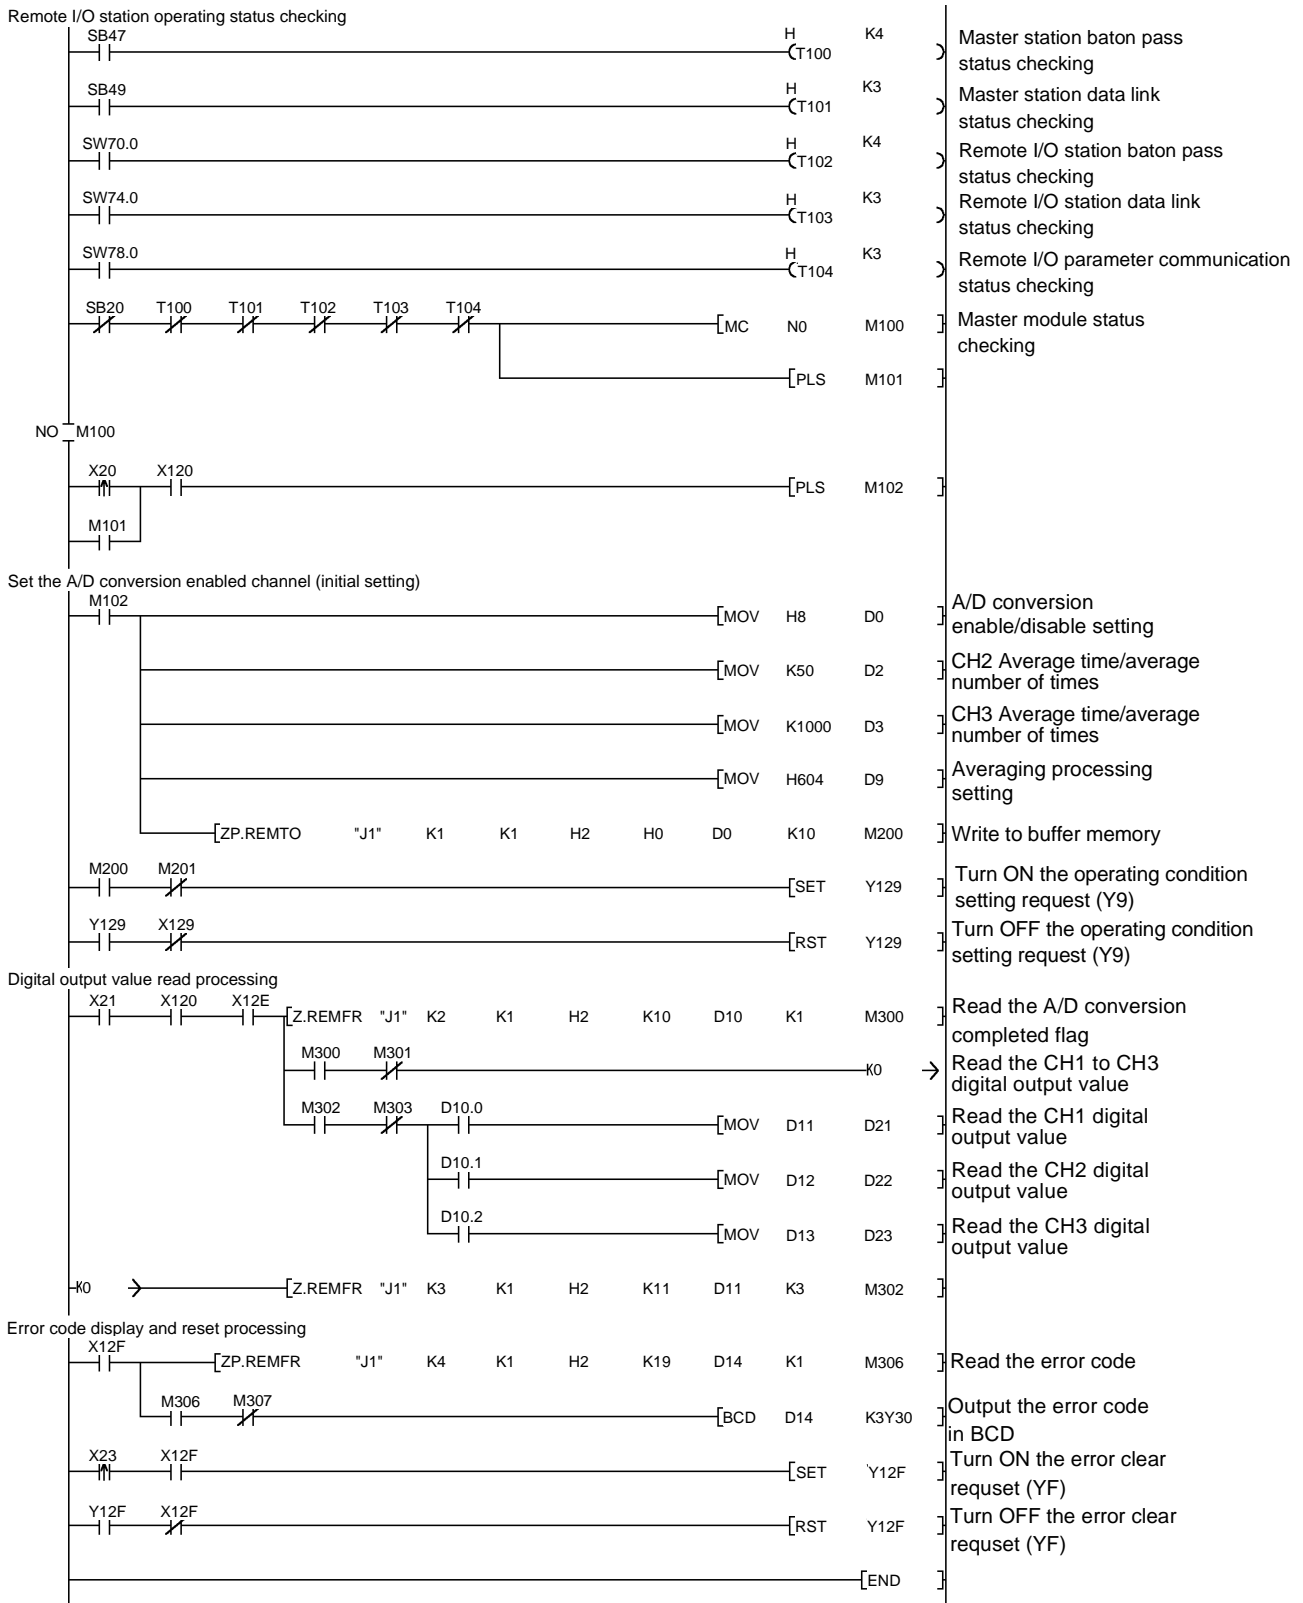 Remote I/O station operating status checking
SB47 H K4
T100
Master station baton pass
status checking
SB49 H K3
T101
Master station data link
status checking
SW70.0 H K4
T102
Remote I/O station baton pass
status checking
SW74.0 H K3
T103
Remote I/O station data link
status checking
SW78.0 H K3
T104
Remote I/O parameter communication
status checking
SB20 T100 T101 T102 T103 T104
MC N0 M100
Master module status
checking
PLS M101
NO M100
X20 X120
PLS M102
M101
Set the A/D conversion enabled channel (initial setting)
M102
MOV H8 D0
A/D conversion
enable/disable setting
MOV K50 D2
CH2 Average time/average
number of times
MOV K1000 D3
CH3 Average time/average
number of times
MOV H604 D9
Averaging processing
setting
ZP.REMTO "J1" K1 K1 H2 H0 D0 K10 M200
Write to buffer memory
M200 M201
SET Y129
Turn ON the operating condition
setting request (Y9)
Y129 X129
RST Y129
Turn OFF the operating condition
setting request (Y9)
Digital output value read processing
X21 X120 X12E
Z.REMFR "J1" K2 K1 H2 K10 D10 K1 M300
Read the A/D conversion
completed flag
M300 M301
K0
Read the CH1 to CH3
digital output value
M302 M303 D10.0
MOV D11 D21
Read the CH1 digital
output value
D10.1
MOV D12 D22
Read the CH2 digital
output value
D10.2
MOV D13 D23
Read the CH3 digital
output value
K0 Z.REMFR "J1" K3 K1 H2 K11 D11 K3 M302
Error code display and reset processing
X12F
ZP.REMFR "J1" K4 K1 H2 K19 D14 K1 M306
Read the error code
M306 M307
BCD D14 K3Y30
Output the error code
in BCD
X23 X12F
SET Y12F
Turn ON the error clear
requset (YF)
Y12F X12F
RST Y12F
Turn OFF the error clear
requset (YF)
END